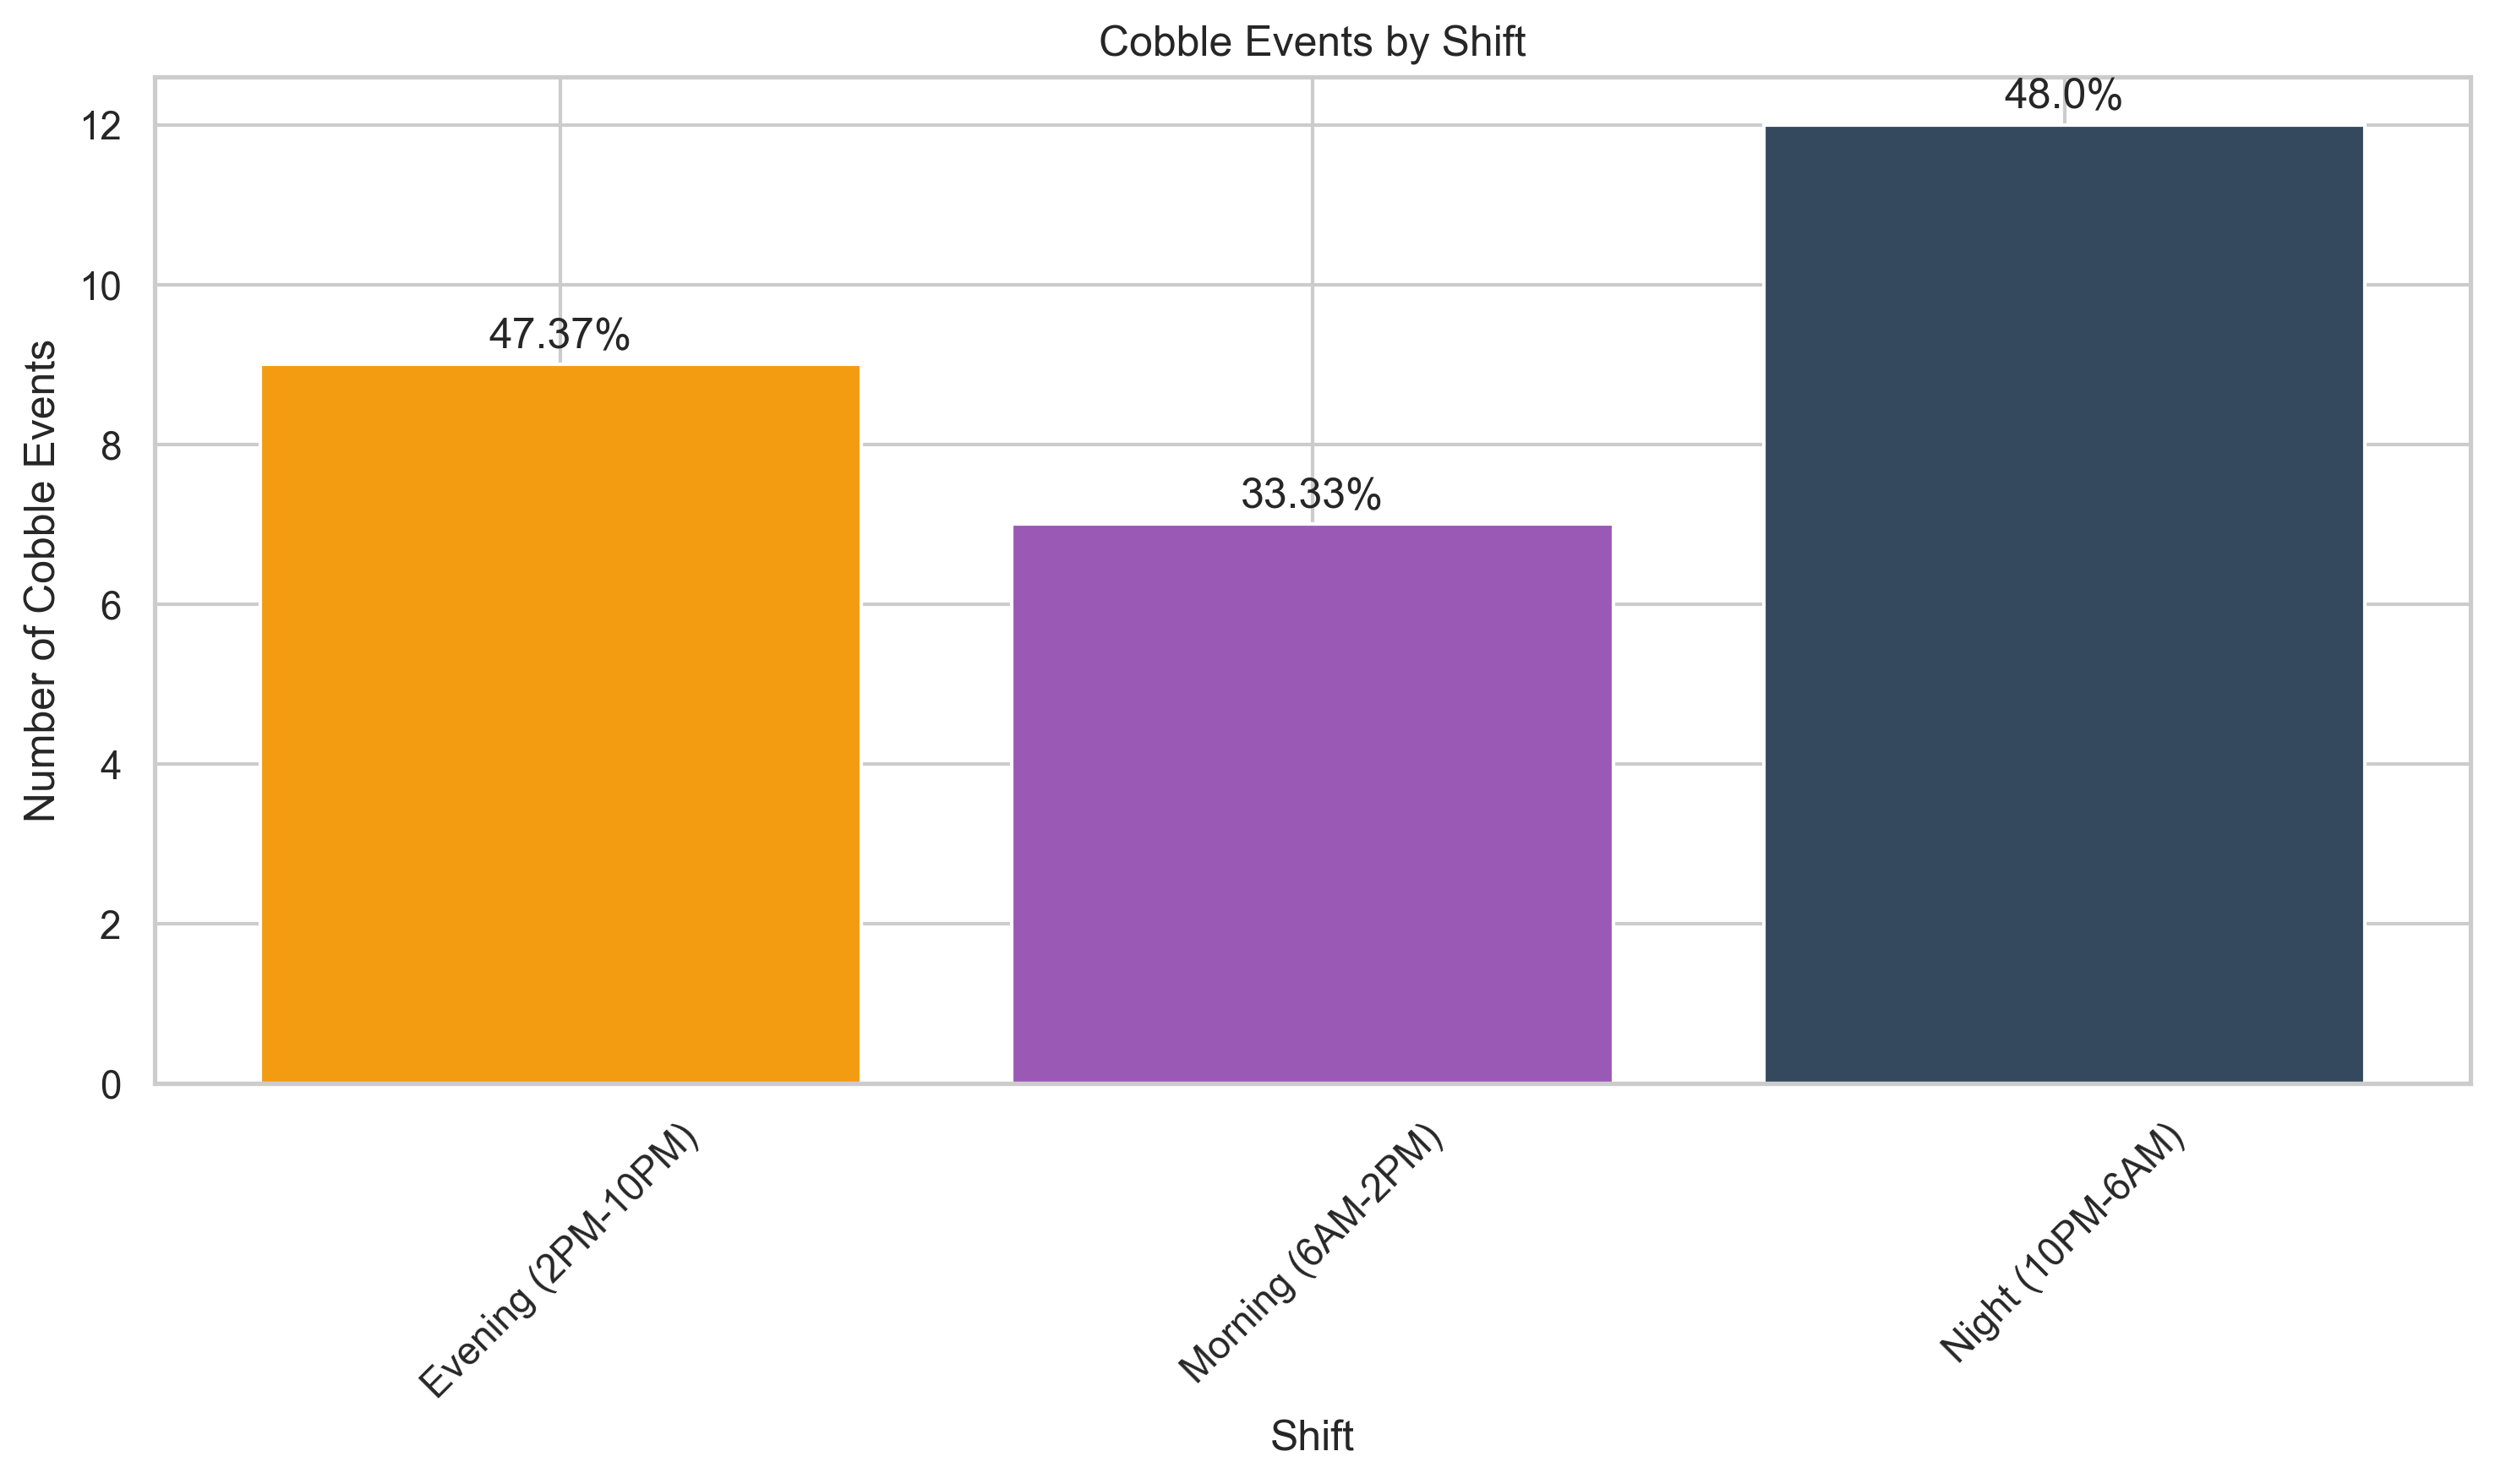 Cobble Events by Shift
Number of Cobble Events
12
10
8
6
4
2
0
47.37%
33.33%
48.0%
Evening (2PM-10PM)
Morning (6AM-2PM)
Night (10PM-6AM)
Shift